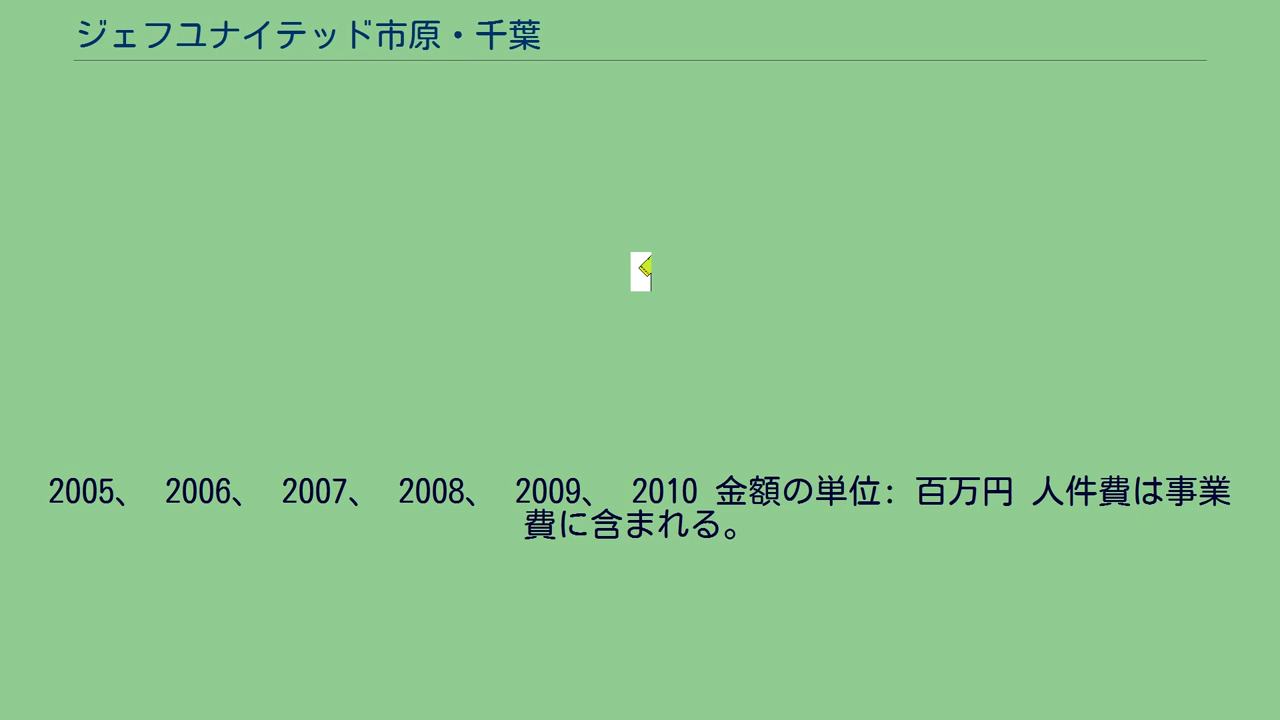 ジェフユナイテッド市原・千葉
2005、 2006、 2007、 2008、 2009、 2010 金額の単位: 百万円 人件費は事業
費に含まれる。